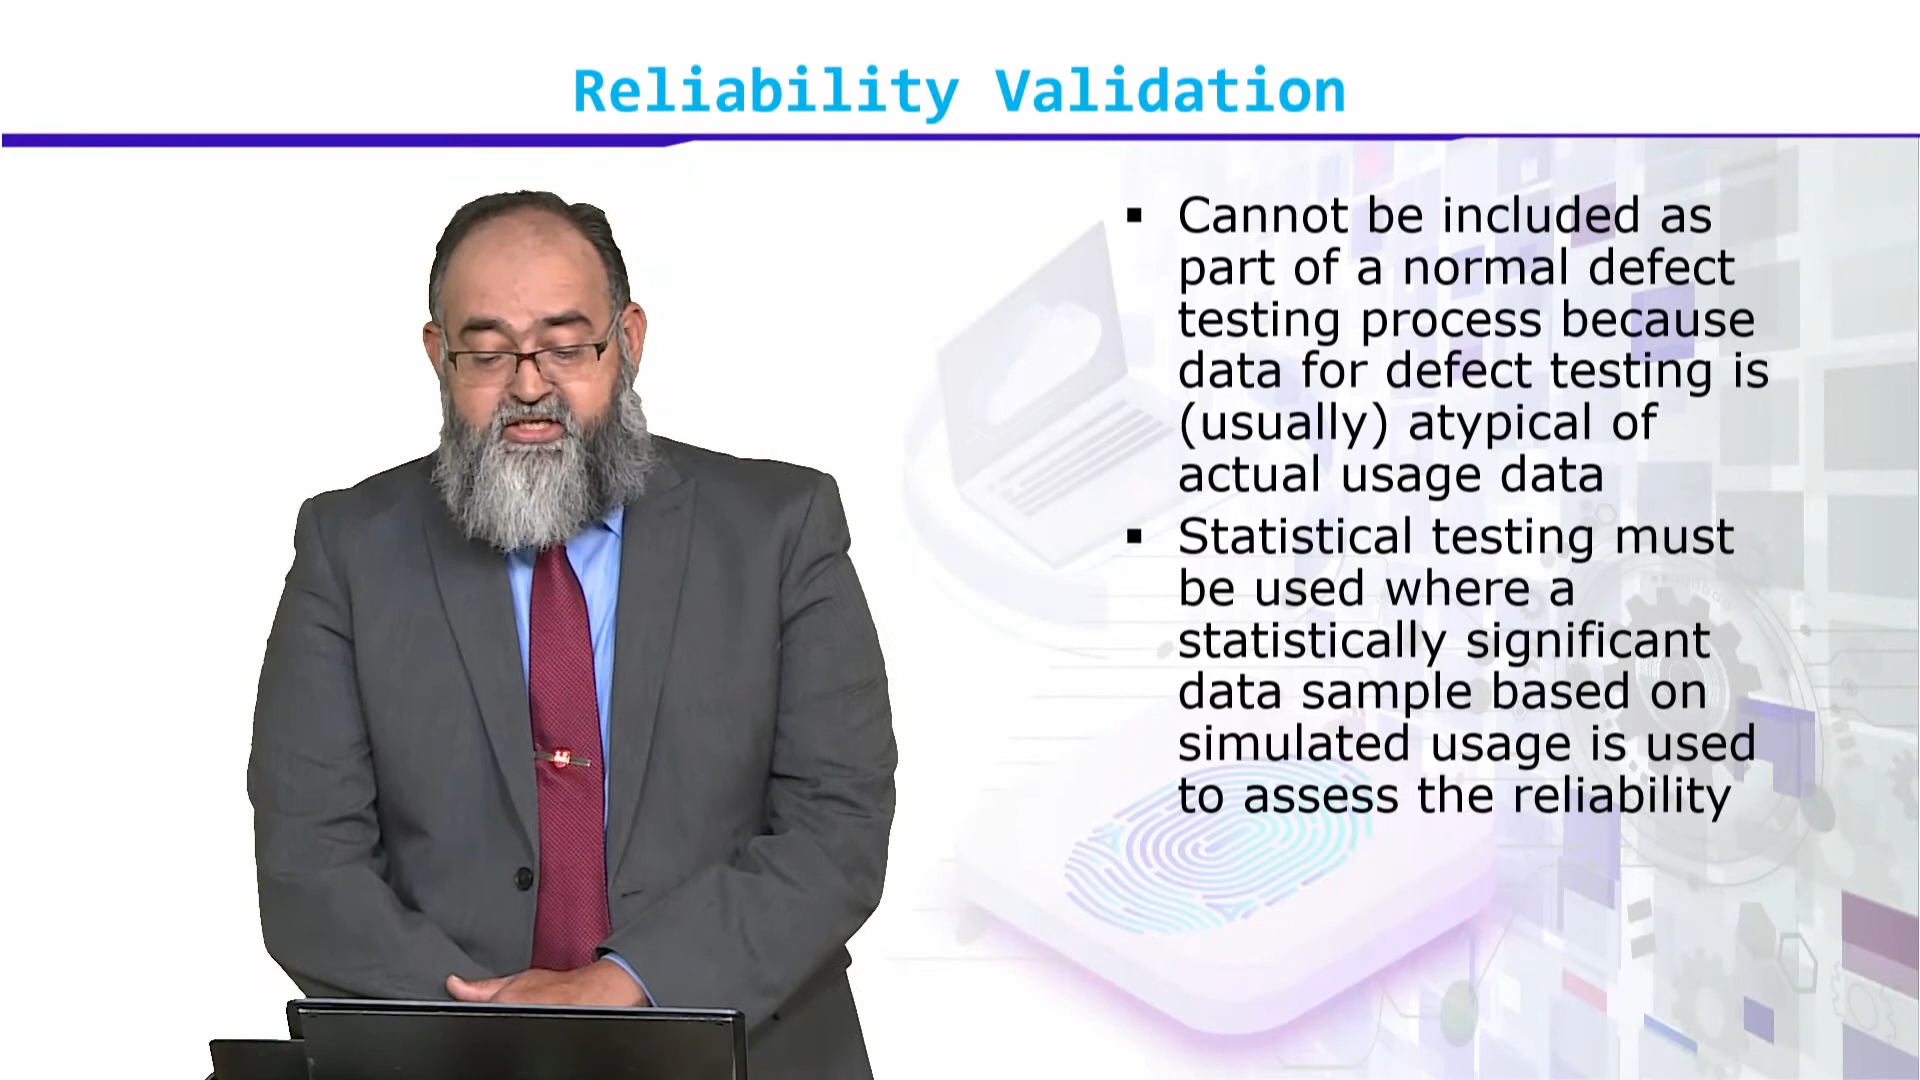 Reliability Validation
▪ Cannot be included as
part of a normal defect
testing process because
data for defect testing is
(usually) atypical of
actual usage data
▪ Statistical testing must
be used where a
statistically significant
data sample based on
simulated usage is used
to assess the reliability